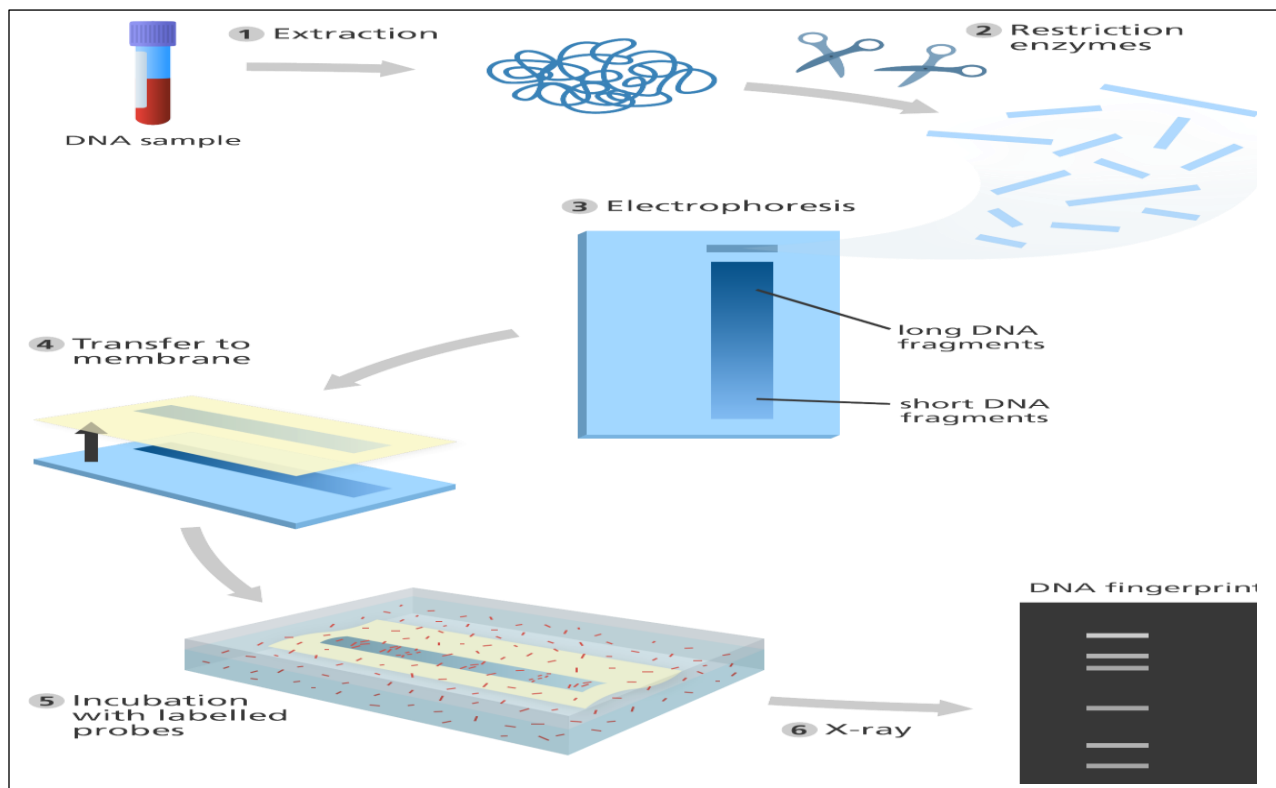 1 Extraction
DNA sample
2 Restriction
enzymes
3 Electrophoresis
long DNA
fragments
short DNA
fragments
4 Transfer to
membrane
5 Incubation
with labelled
probes
6 X-ray
DNA fingerprint